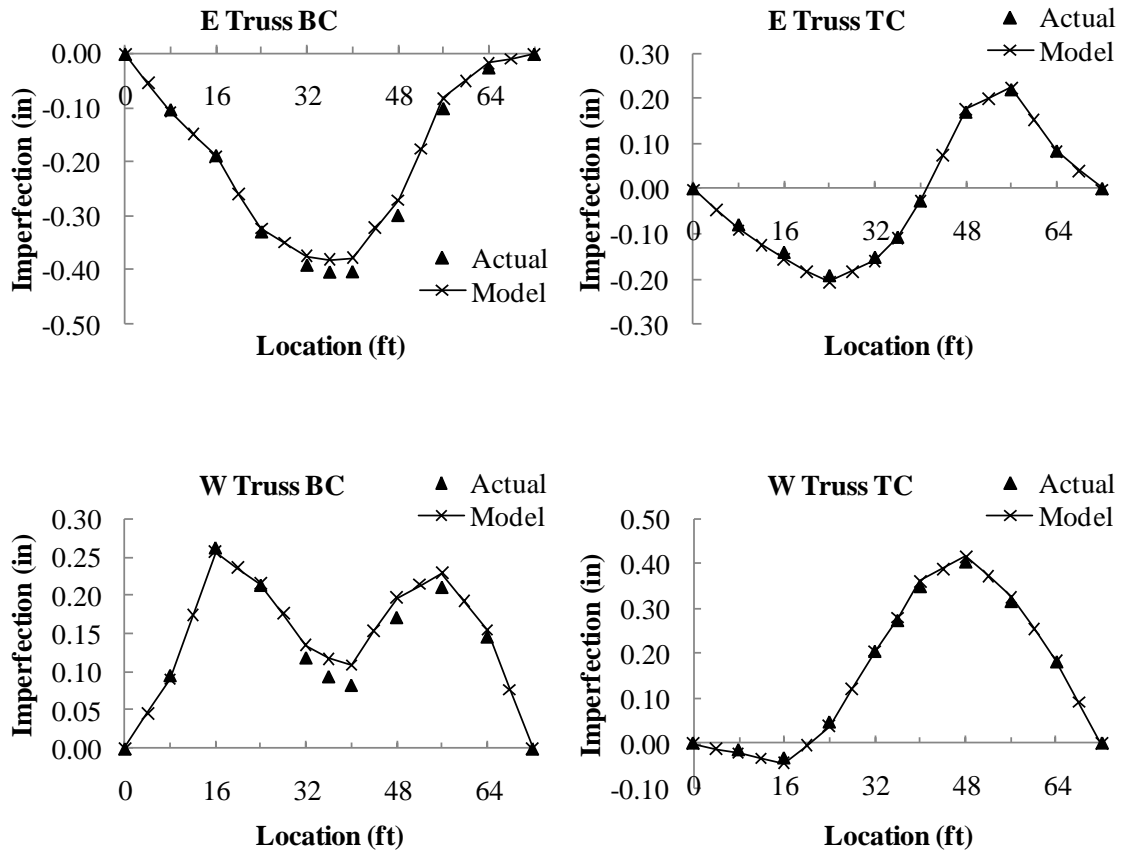 E Truss BC
Actual
Model
0.00
-0.10
-0.20
-0.30
-0.40
-0.50
0 16 32 48 64
Imperfection (in)
Location (ft)
E Truss TC
Actual
Model
0.30
0.20
0.10
0.00
-0.10
-0.20
-0.30
0 16 32 48 64
Imperfection (in)
Location (ft)
W Truss BC
Actual
Model
0.30
0.25
0.20
0.15
0.10
0.05
0.00
0 16 32 48 64
Imperfection (in)
Location (ft)
W Truss TC
Actual
Model
0.50
0.40
0.30
0.20
0.10
0.00
-0.10
0 16 32 48 64
Imperfection (in)
Location (ft)